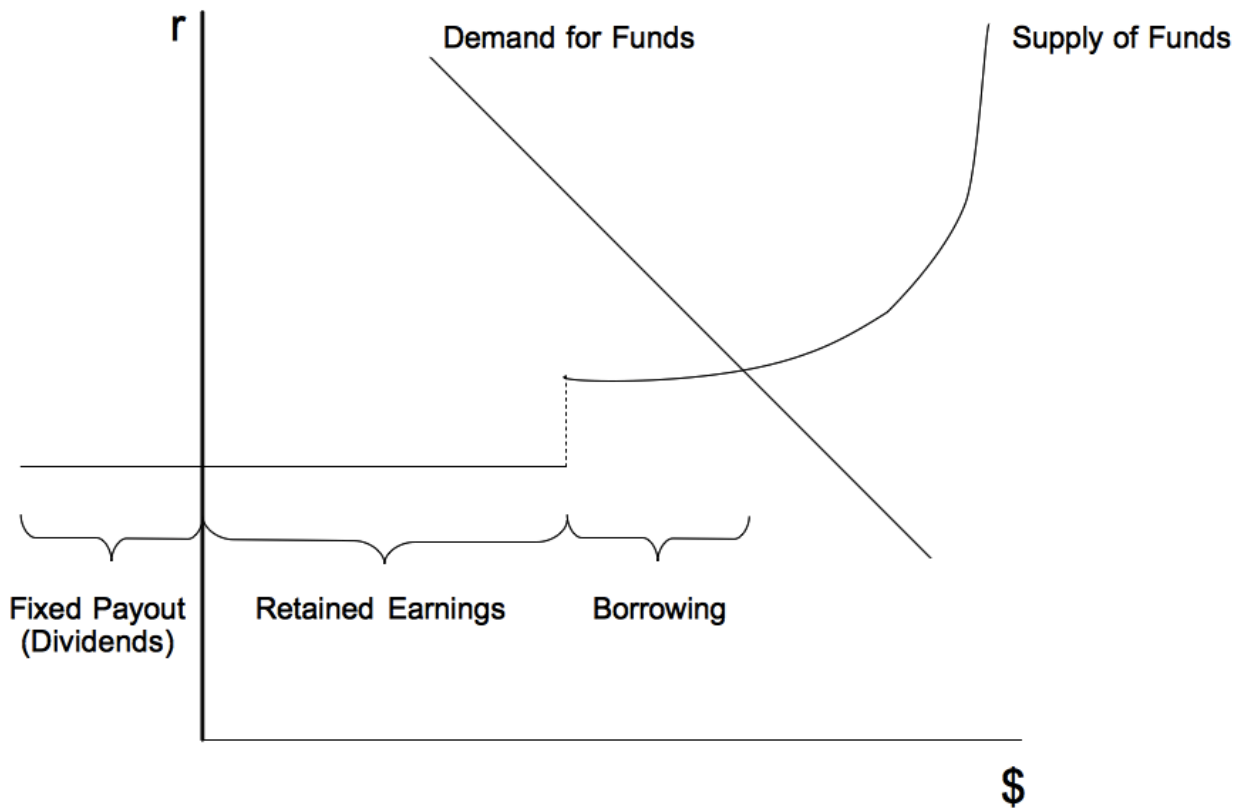 r
Demand for Funds
Supply of Funds
Fixed Payout
(Dividends)
Retained Earnings
Borrowing
$